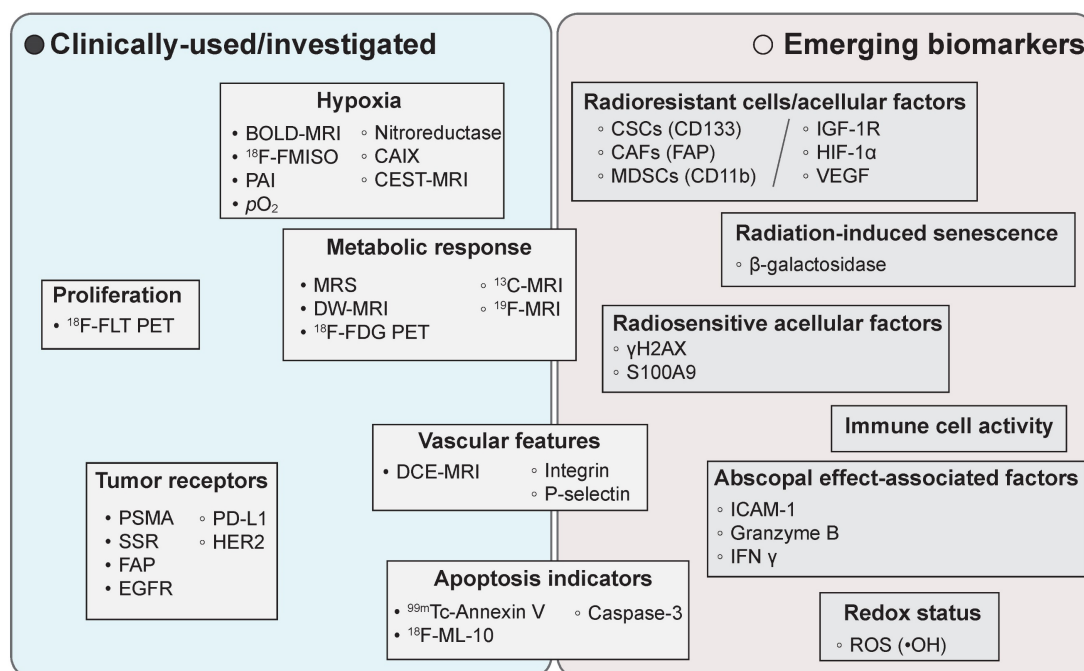 ● Clinically-used/investigated
○ Emerging biomarkers
Hypoxia
• BOLD-MRI
• ¹⁸F-FMISO
• PAI
• pO₂
◦ Nitroreductase
◦ CAIX
◦ CEST-MRI
Metabolic response
• MRS
• DW-MRI
• ¹⁸F-FDG PET
◦ ¹³C-MRI
◦ ¹⁹F-MRI
Proliferation
• ¹⁸F-FLT PET
Vascular features
• DCE-MRI
◦ Integrin
◦ P-selectin
Tumor receptors
• PSMA
• SSR
• FAP
• EGFR
◦ PD-L1
◦ HER2
Apoptosis indicators
• ⁹⁹ᵐTc-Annexin V
• ¹⁸F-ML-10
◦ Caspase-3
Radioresistant cells/acellular factors
◦ CSCs (CD133)
◦ CAFs (FAP)
◦ MDSCs (CD11b)
◦ IGF-1R
◦ HIF-1α
◦ VEGF
Radiation-induced senescence
◦ β-galactosidase
Radiosensitive acellular factors
◦ γH2AX
◦ S100A9
Immune cell activity
Abscopal effect-associated factors
◦ ICAM-1
◦ Granzyme B
◦ IFN γ
Redox status
◦ ROS (•OH)